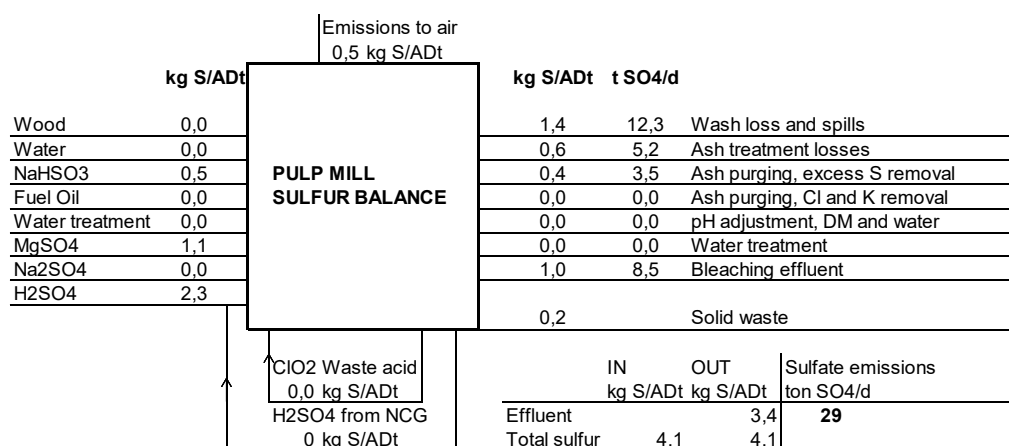 Emissions to air
0,5 kg S/ADt
kg S/ADt kg S/ADt t SO4/d
Wood 0,0 1,4 12,3 Wash loss and spills
Water 0,0 0,6 5,2 Ash treatment losses
NaHSO3 0,5 PULP MILL 0,4 3,5 Ash purging, excess S removal
Fuel Oil 0,0 SULFUR BALANCE 0,0 0,0 Ash purging, Cl and K removal
Water treatment 0,0 0,0 0,0 pH adjustment, DM and water
MgSO4 1,1 0,0 0,0 Water treatment
Na2SO4 0,0 1,0 8,5 Bleaching effluent
H2SO4 2,3
0,2 Solid waste
ClO2 Waste acid IN OUT Sulfate emissions
0,0 kg S/ADt kg S/ADt kg S/ADt ton SO4/d
H2SO4 from NCG Effluent 3,4 29
0 kg S/ADt Total sulfur 4,1 4,1